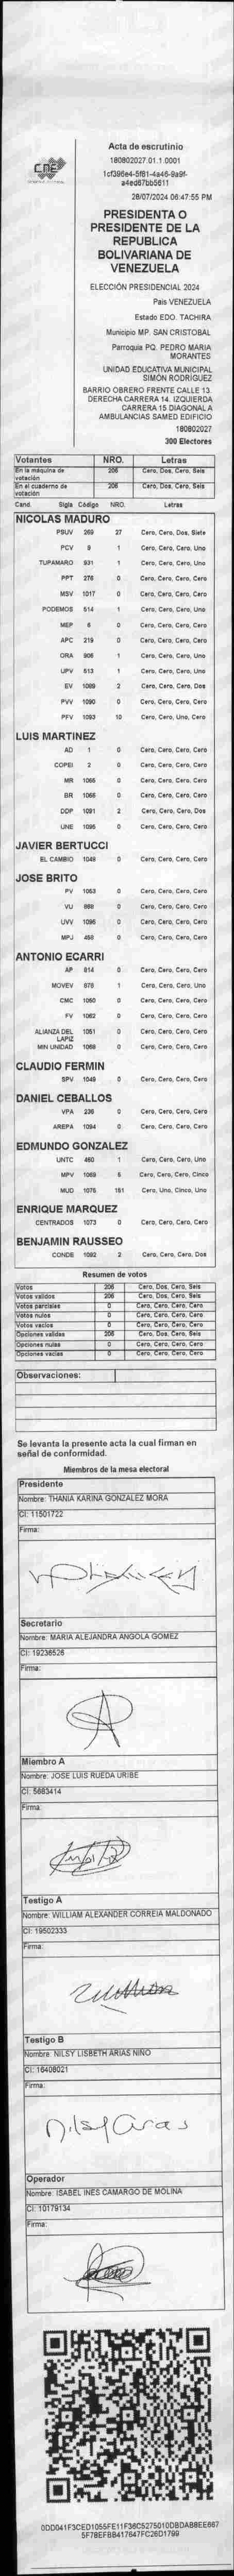 Acta de escrutinio
180802027.01.1.0001
1cf396e4-5f81-4a46-9a9f-
a4ed67bb5611
28/07/2024 06:47:55 PM
PRESIDENTA O
PRESIDENTE DE LA
REPUBLICA
BOLIVARIANA DE
VENEZUELA
ELECCIÓN PRESIDENCIAL 2024
País VENEZUELA
Estado EDO. TACHIRA
Municipio MP. SAN CRISTOBAL
Parroquia PQ. PEDRO MARIA
MORANTES
UNIDAD EDUCATIVA MUNICIPAL
SIMÓN RODRÍGUEZ
BARRIO OBRERO FRENTE CALLE 13.
DERECHA CARRERA 14. IZQUIERDA
CARRERA 15 DIAGONAL A
AMBULANCIAS SAMED EDIFICIO
180802027
300 Electores
Votantes NRO. Letras
En la máquina de votación 206 Cero, Dos, Cero, Seis
En el cuaderno de votación 206 Cero, Dos, Cero, Seis
Cand. Sigla Código NRO. Letras
NICOLAS MADURO
PSUV 269 27 Cero, Cero, Dos, Siete
PCV 9 1 Cero, Cero, Cero, Uno
TUPAMARO 931 1 Cero, Cero, Cero, Uno
PPT 276 0 Cero, Cero, Cero, Cero
MSV 1017 0 Cero, Cero, Cero, Cero
PODEMOS 514 1 Cero, Cero, Cero, Uno
MEP 6 0 Cero, Cero, Cero, Cero
APC 219 0 Cero, Cero, Cero, Cero
ORA 906 1 Cero, Cero, Cero, Uno
UPV 513 1 Cero, Cero, Cero, Uno
EV 1089 2 Cero, Cero, Cero, Dos
PVV 1090 0 Cero, Cero, Cero, Cero
PFV 1093 10 Cero, Cero, Uno, Cero
LUIS MARTINEZ
AD 1 0 Cero, Cero, Cero, Cero
COPEI 2 0 Cero, Cero, Cero, Cero
MR 1065 0 Cero, Cero, Cero, Cero
BR 1066 0 Cero, Cero, Cero, Cero
DDP 1091 2 Cero, Cero, Cero, Dos
UNE 1095 0 Cero, Cero, Cero, Cero
JAVIER BERTUCCI
EL CAMBIO 1048 0 Cero, Cero, Cero, Cero
JOSE BRITO
PV 1053 0 Cero, Cero, Cero, Cero
VU 888 0 Cero, Cero, Cero, Cero
UVV 1096 0 Cero, Cero, Cero, Cero
MPJ 458 0 Cero, Cero, Cero, Cero
ANTONIO ECARRI
AP 814 0 Cero, Cero, Cero, Cero
MOVEV 879 1 Cero, Cero, Cero, Uno
CMC 1050 0 Cero, Cero, Cero, Cero
FV 1062 0 Cero, Cero, Cero, Cero
ALIANZA DEL LAPIZ 1051 0 Cero, Cero, Cero, Cero
MIN UNIDAD 1068 0 Cero, Cero, Cero, Cero
CLAUDIO FERMIN
SPV 1049 0 Cero, Cero, Cero, Cero
DANIEL CEBALLOS
VPA 236 0 Cero, Cero, Cero, Cero
AREPA 1094 0 Cero, Cero, Cero, Cero
EDMUNDO GONZALEZ
UNTC 460 1 Cero, Cero, Cero, Uno
MPV 1069 5 Cero, Cero, Cero, Cinco
MUD 1075 151 Cero, Uno, Cinco, Uno
ENRIQUE MARQUEZ
CENTRADOS 1073 0 Cero, Cero, Cero, Cero
BENJAMIN RAUSSEO
CONDE 1092 2 Cero, Cero, Cero, Dos
Resumen de votos
Votos 206 Cero, Dos, Cero, Seis
Votos validos 206 Cero, Dos, Cero, Seis
Votos parciales 0 Cero, Cero, Cero, Cero
Votos nulos 0 Cero, Cero, Cero, Cero
Votos vacíos 0 Cero, Cero, Cero, Cero
Opciones validas 206 Cero, Dos, Cero, Seis
Opciones nulas 0 Cero, Cero, Cero, Cero
Opciones vacías 0 Cero, Cero, Cero, Cero
Observaciones:
Se levanta la presente acta la cual firman en
señal de conformidad.
Miembros de la mesa electoral
Presidente
Nombre: THANIA KARINA GONZALEZ MORA
CI: 11501722
Firma:
Secretario
Nombre: MARIA ALEJANDRA ANGOLA GOMEZ
CI: 19236526
Firma:
Miembro A
Nombre: JOSE LUIS RUEDA URIBE
CI: 5683414
Firma:
Testigo A
Nombre: WILLIAM ALEXANDER CORREIA MALDONADO
CI: 19502333
Firma:
Testigo B
Nombre: NILSY LISBETH ARIAS NIÑO
CI: 16408021
Firma:
Operador
Nombre: ISABEL INES CAMARGO DE MOLINA
CI: 10179134
Firma:
0DD041F3CED1055FE11F36C5275010DBDAB8EE667
5F78EFBB417647FC26D1799